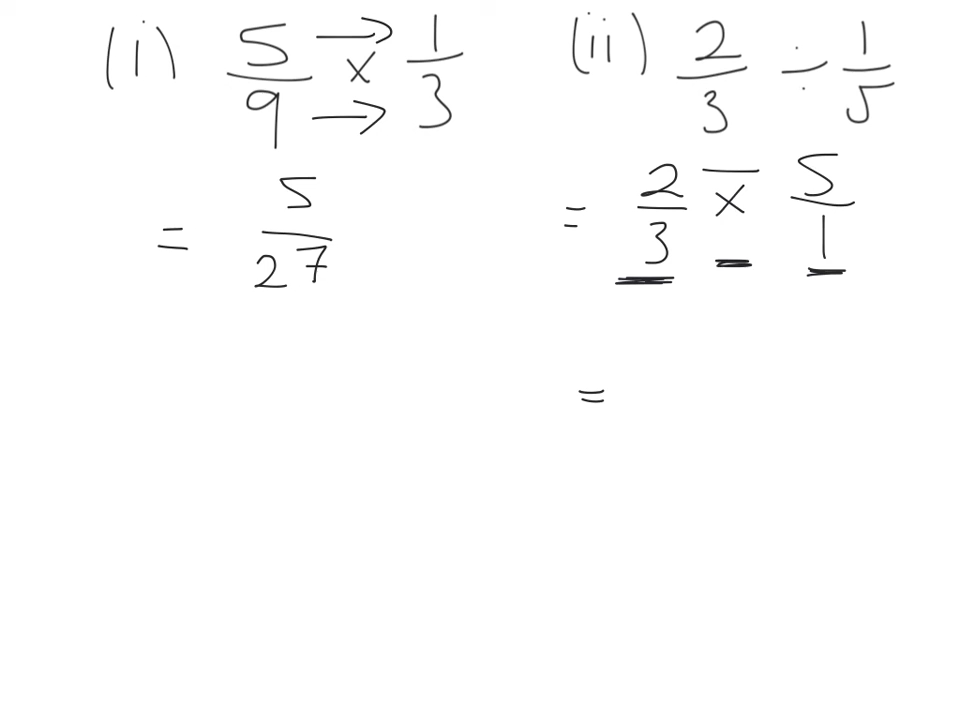 (i) 5/9 × 1/3
= 5/27
(ii) 2/3 ÷ 1/5
= 2/3 × 5/1
=